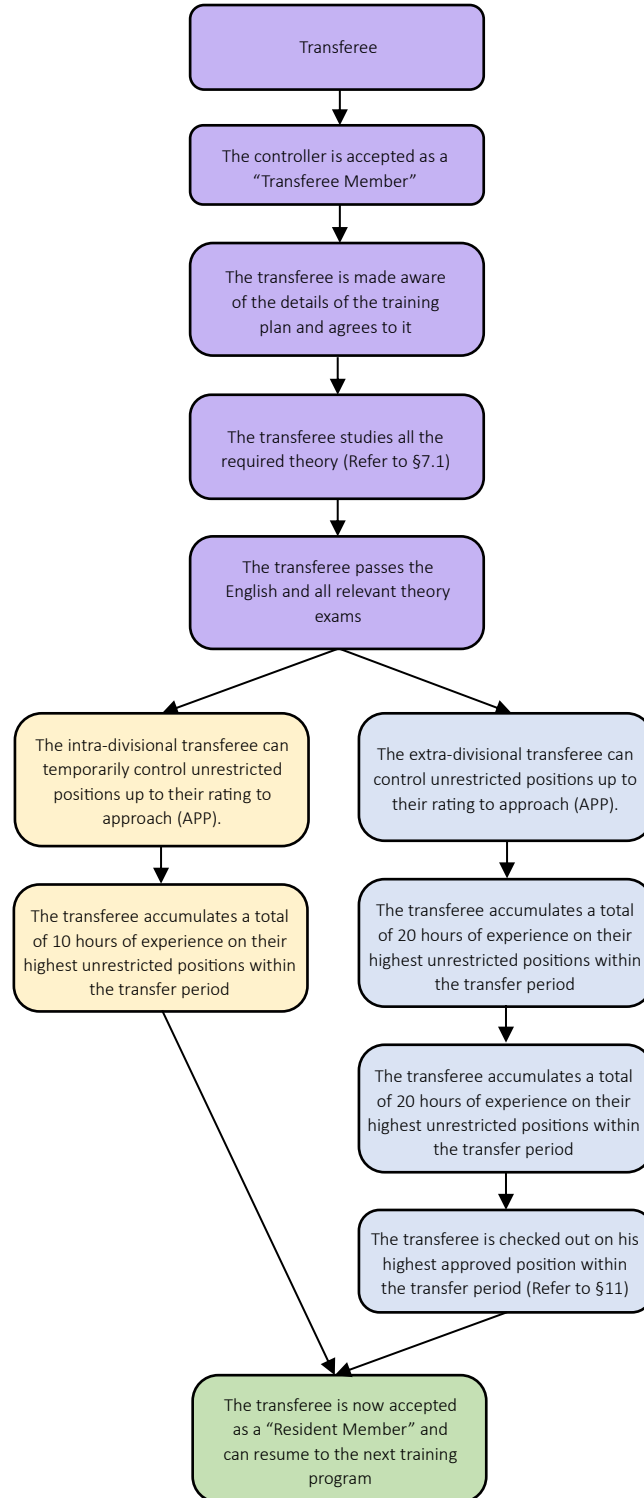 Transferee
The controller is accepted as a
“Transferee Member”
The transferee is made aware
of the details of the training
plan and agrees to it
The transferee studies all the
required theory (Refer to §7.1)
The transferee passes the
English and all relevant theory
exams
The intra-divisional transferee can
temporarily control unrestricted
positions up to their rating to
approach (APP).
The transferee accumulates a total
of 10 hours of experience on their
highest unrestricted positions within
the transfer period
The extra-divisional transferee can
control unrestricted positions up to
their rating to approach (APP).
The transferee accumulates a total
of 20 hours of experience on their
highest unrestricted positions within
the transfer period
The transferee accumulates a total
of 20 hours of experience on their
highest unrestricted positions within
the transfer period
The transferee is checked out on his
highest approved position within
the transfer period (Refer to §11)
The transferee is now accepted
as a “Resident Member” and
can resume to the next training
program